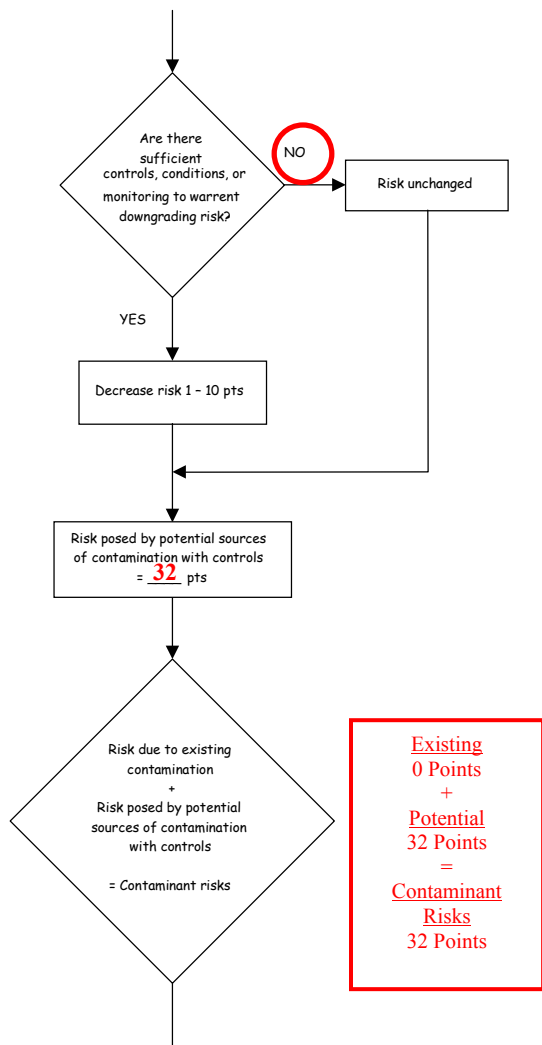 Are there
sufficient
controls, conditions, or
monitoring to warrent
downgrading risk?
NO
Risk unchanged
YES
Decrease risk 1 – 10 pts
Risk posed by potential sources
of contamination with controls
= 32 pts
Risk due to existing
contamination
+
Risk posed by potential
sources of contamination
with controls
= Contaminant risks
Existing
0 Points
+
Potential
32 Points
=
Contaminant
Risks
32 Points